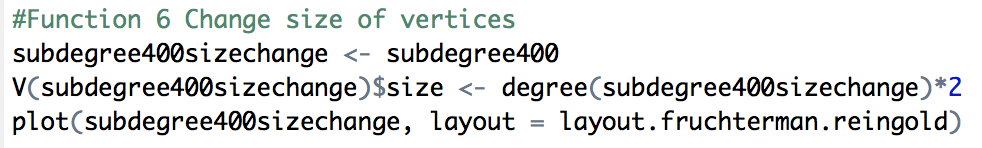 #Function 6 Change size of vertices
subdegree400sizechange <- subdegree400
V(subdegree400sizechange)$size <- degree(subdegree400sizechange)*2
plot(subdegree400sizechange, layout = layout.fruchterman.reingold)